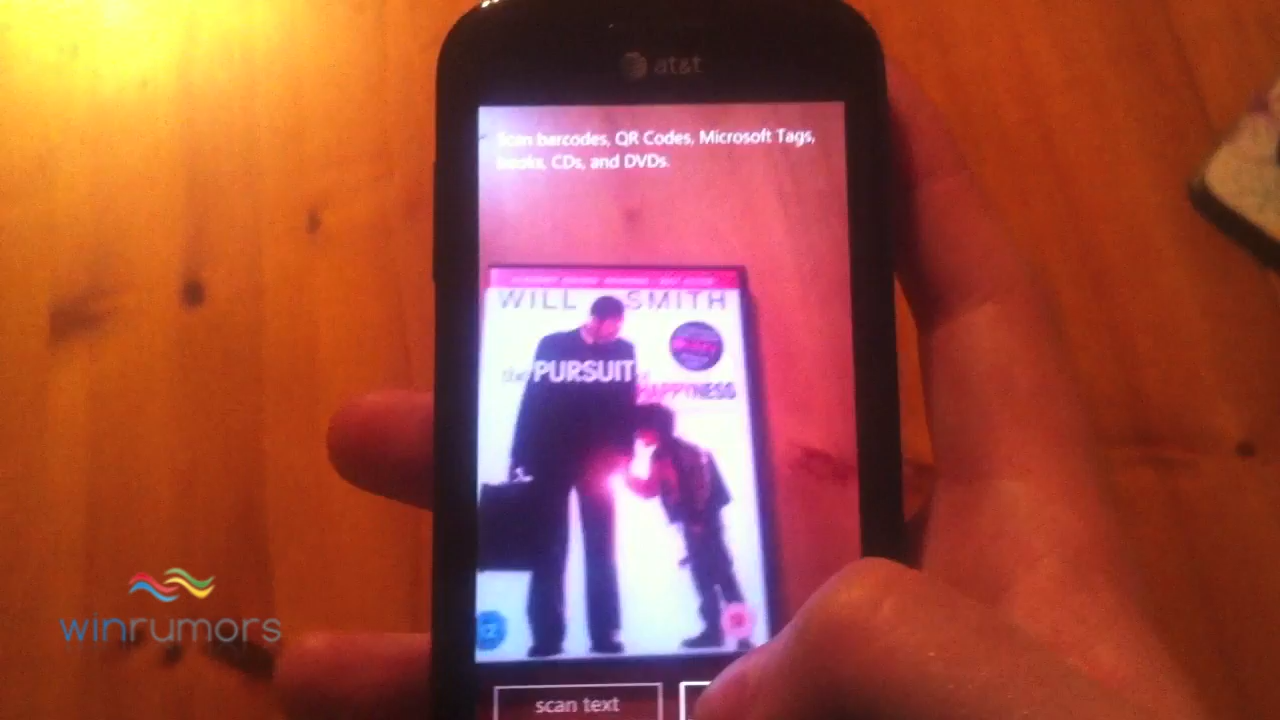 at&t
Scan barcodes, QR Codes, Microsoft Tags,
books, CDs, and DVDs.
WILL SMITH
the PURSUIT of
HAPPYNESS
winrumors
scan text